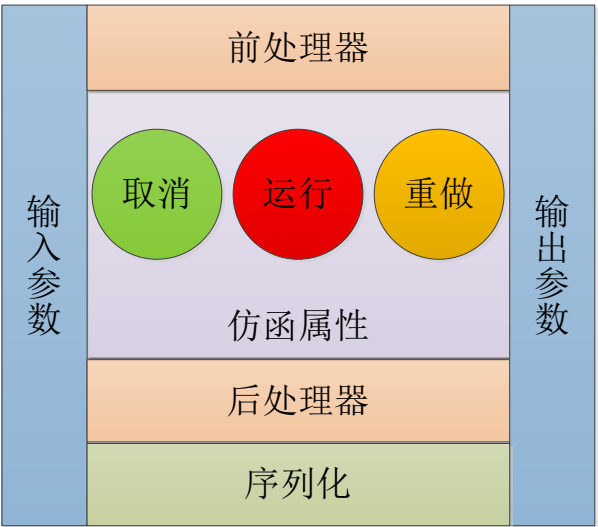 前处理器
输入参数
取消
运行
重做
输出参数
仿函属性
后处理器
序列化